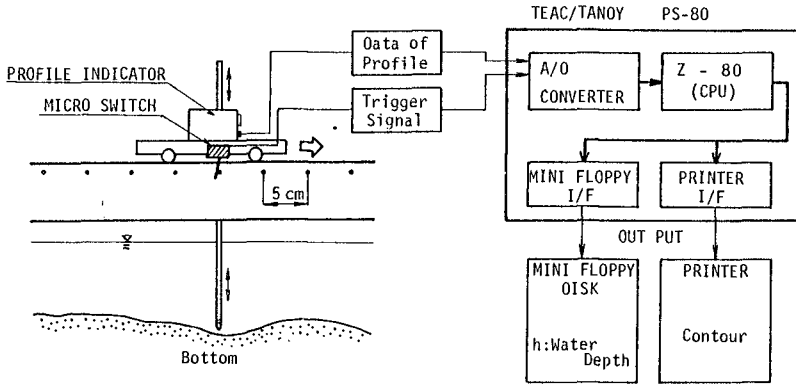 TEAC/TANOY PS-80
PROFILE INDICATOR
MICRO SWITCH
5 cm
Bottom
Oata of
Profile
Trigger
Signal
A/O
CONVERTER
Z - 80
(CPU)
MINI FLOPPY
I/F
PRINTER
I/F
OUT PUT
MINI FLOPPY
OISK
h:Water
Depth
PRINTER
Contour